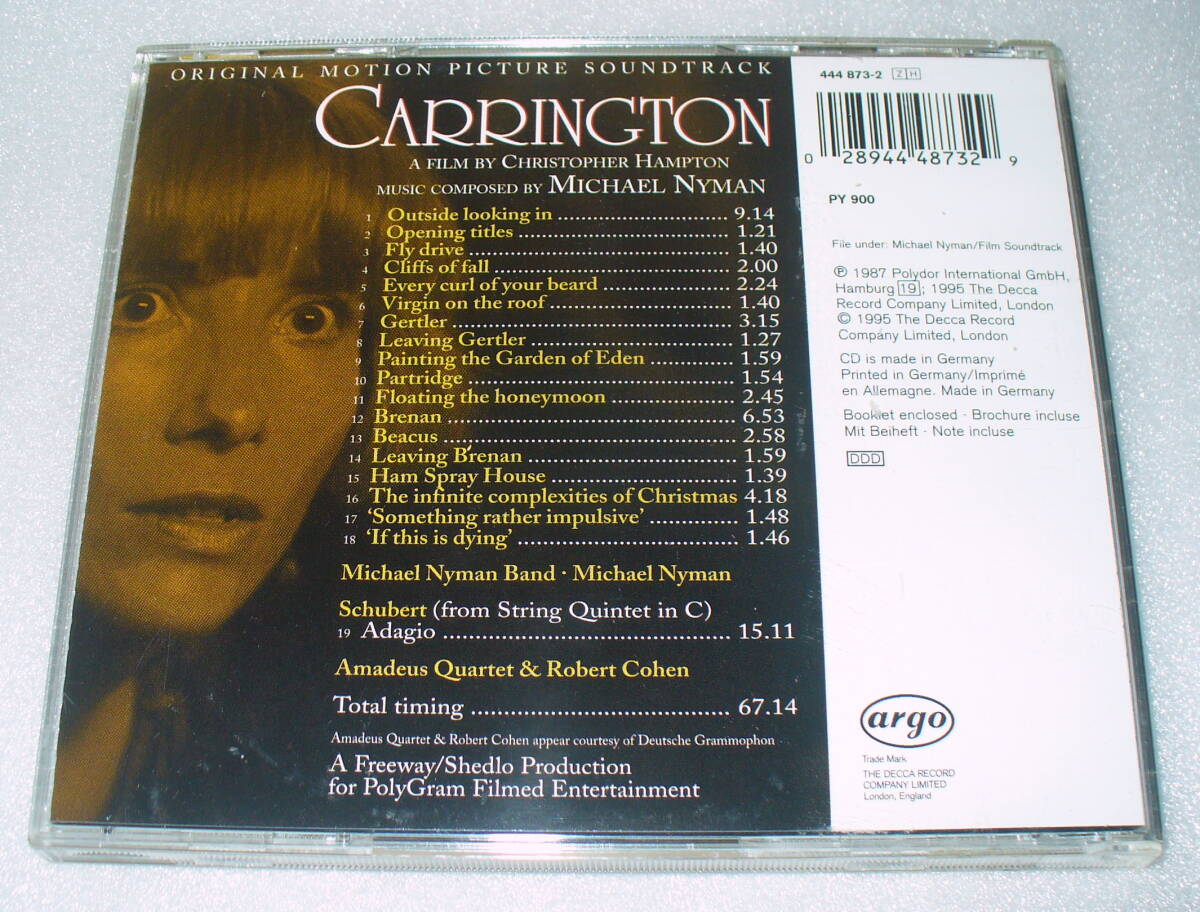 ORIGINAL MOTION PICTURE SOUNDTRACK
CARRINGTON
A FILM BY CHRISTOPHER HAMPTON
MUSIC COMPOSED BY MICHAEL NYMAN
1 Outside looking in ............................. 9.14
2 Opening titles ................................... 1.21
3 Fly drive ........................................... 1.40
4 Cliffs of fall ....................................... 2.00
5 Every curl of your beard ..................... 2.24
6 Virgin on the roof .............................. 1.40
7 Gertler .............................................. 3.15
8 Leaving Gertler ................................. 1.27
9 Painting the Garden of Eden .............. 1.59
10 Partridge ........................................... 1.54
11 Floating the honeymoon .................... 2.45
12 Brenan .............................................. 6.53
13 Beacus ............................................... 2.58
14 Leaving Brenan ................................. 1.59
15 Ham Spray House .............................. 1.39
16 The infinite complexities of Christmas 4.18
17 ‘Something rather impulsive’ .............. 1.48
18 ‘If this is dying’ ................................... 1.46
Michael Nyman Band · Michael Nyman
Schubert (from String Quintet in C)
19 Adagio .............................................. 15.11
Amadeus Quartet & Robert Cohen
Total timing ......................................... 67.14
Amadeus Quartet & Robert Cohen appear courtesy of Deutsche Grammophon
A Freeway/Shedlo Production
for PolyGram Filmed Entertainment
444 873-2 Z H
0 28944 48732 9
PY 900
File under: Michael Nyman/Film Soundtrack
℗ 1987 Polydor International GmbH,
Hamburg 19; 1995 The Decca
Record Company Limited, London
© 1995 The Decca Record
Company Limited, London
CD is made in Germany
Printed in Germany/Imprimé
en Allemagne. Made in Germany
Booklet enclosed · Brochure incluse
Mit Beiheft · Note incluse
DDD
argo
Trade Mark
THE DECCA RECORD
COMPANY LIMITED
London, England